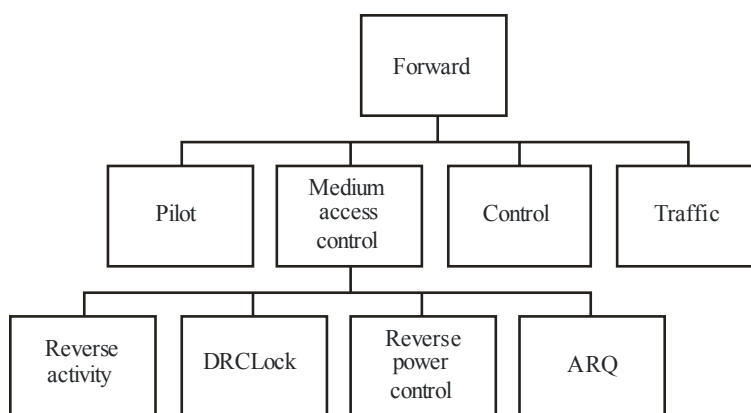 Forward
Pilot
Medium
access
control
Control
Traffic
Reverse
activity
DRCLock
Reverse
power
control
ARQ